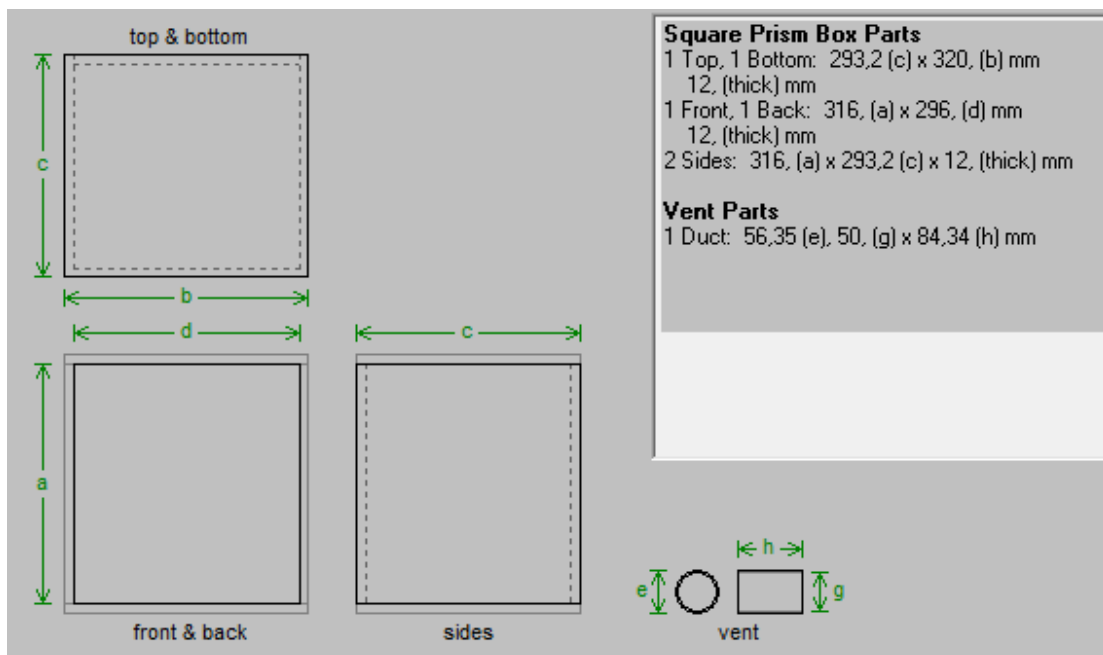 top & bottom
c
b
d
c
a
front & back
sides
e
h
g
vent
Square Prism Box Parts
1 Top, 1 Bottom:  293,2 (c) x 320, (b) mm
12, (thick) mm
1 Front, 1 Back:  316, (a) x 296, (d) mm
12, (thick) mm
2 Sides:  316, (a) x 293,2 (c) x 12, (thick) mm
Vent Parts
1 Duct:  56,35 (e), 50, (g) x 84,34 (h) mm